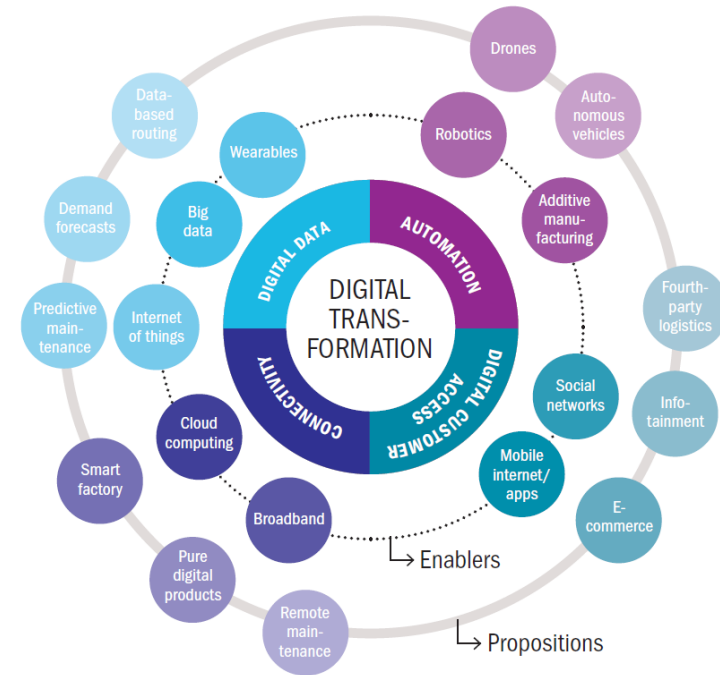 Drones
Data-
based
routing
Auto-
nomous
vehicles
Wearables
Robotics
Demand
forecasts
Big
data
Additive
manu-
facturing
DIGITAL DATA
AUTOMATION
DIGITAL
TRANS-
FORMATION
Predictive
main-
tenance
Internet
of things
Fourth-
party
logistics
CONNECTIVITY
DIGITAL CUSTOMER
ACCESS
Social
networks
Info-
tainment
Cloud
computing
Smart
factory
Mobile
internet/
apps
Broadband
E-
commerce
Enablers
Pure
digital
products
Remote
main-
tenance
Propositions